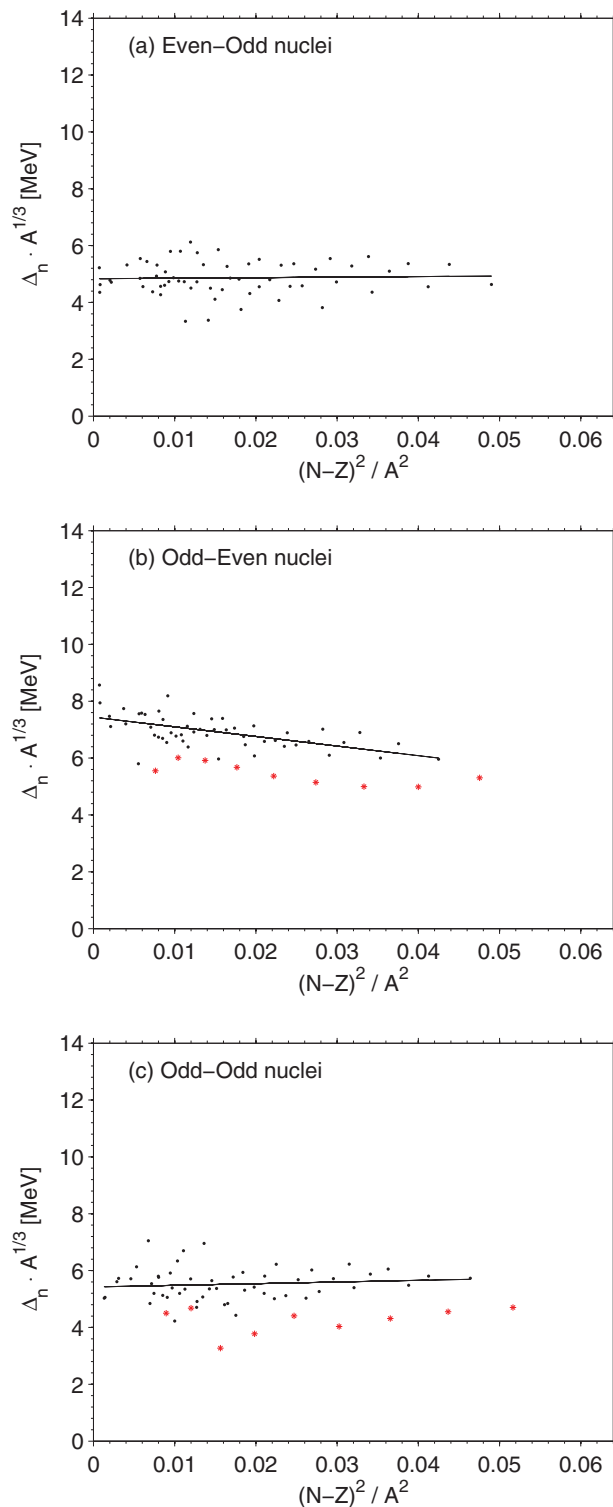 14
(a) Even−Odd nuclei
12
10
8
6
4
2
0
Δn · A1/3 [MeV]
0 0.01 0.02 0.03 0.04 0.05 0.06
(N−Z)2 / A2
14
(b) Odd−Even nuclei
12
10
8
6
4
2
0
Δn · A1/3 [MeV]
0 0.01 0.02 0.03 0.04 0.05 0.06
(N−Z)2 / A2
14
(c) Odd−Odd nuclei
12
10
8
6
4
2
0
Δn · A1/3 [MeV]
0 0.01 0.02 0.03 0.04 0.05 0.06
(N−Z)2 / A2